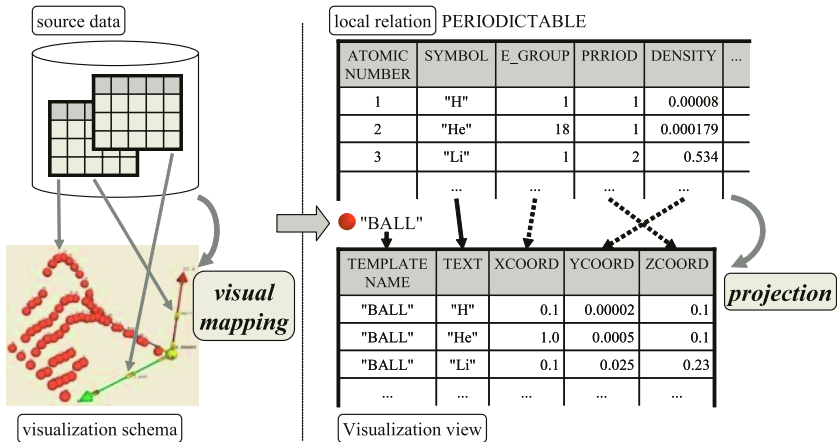 source data
visual
mapping
visualization schema
local relation PERIODICTABLE
ATOMIC NUMBER SYMBOL E_GROUP PRRIOD DENSITY ...
1 "H" 1 1 0.00008
2 "He" 18 1 0.000179
3 "Li" 1 2 0.534
... ... ... ...
"BALL"
TEMPLATE NAME TEXT XCOORD YCOORD ZCOORD
"BALL" "H" 0.1 0.00002 0.1
"BALL" "He" 1.0 0.0005 0.1
"BALL" "Li" 0.1 0.025 0.23
... ... ... ... ...
projection
Visualization view